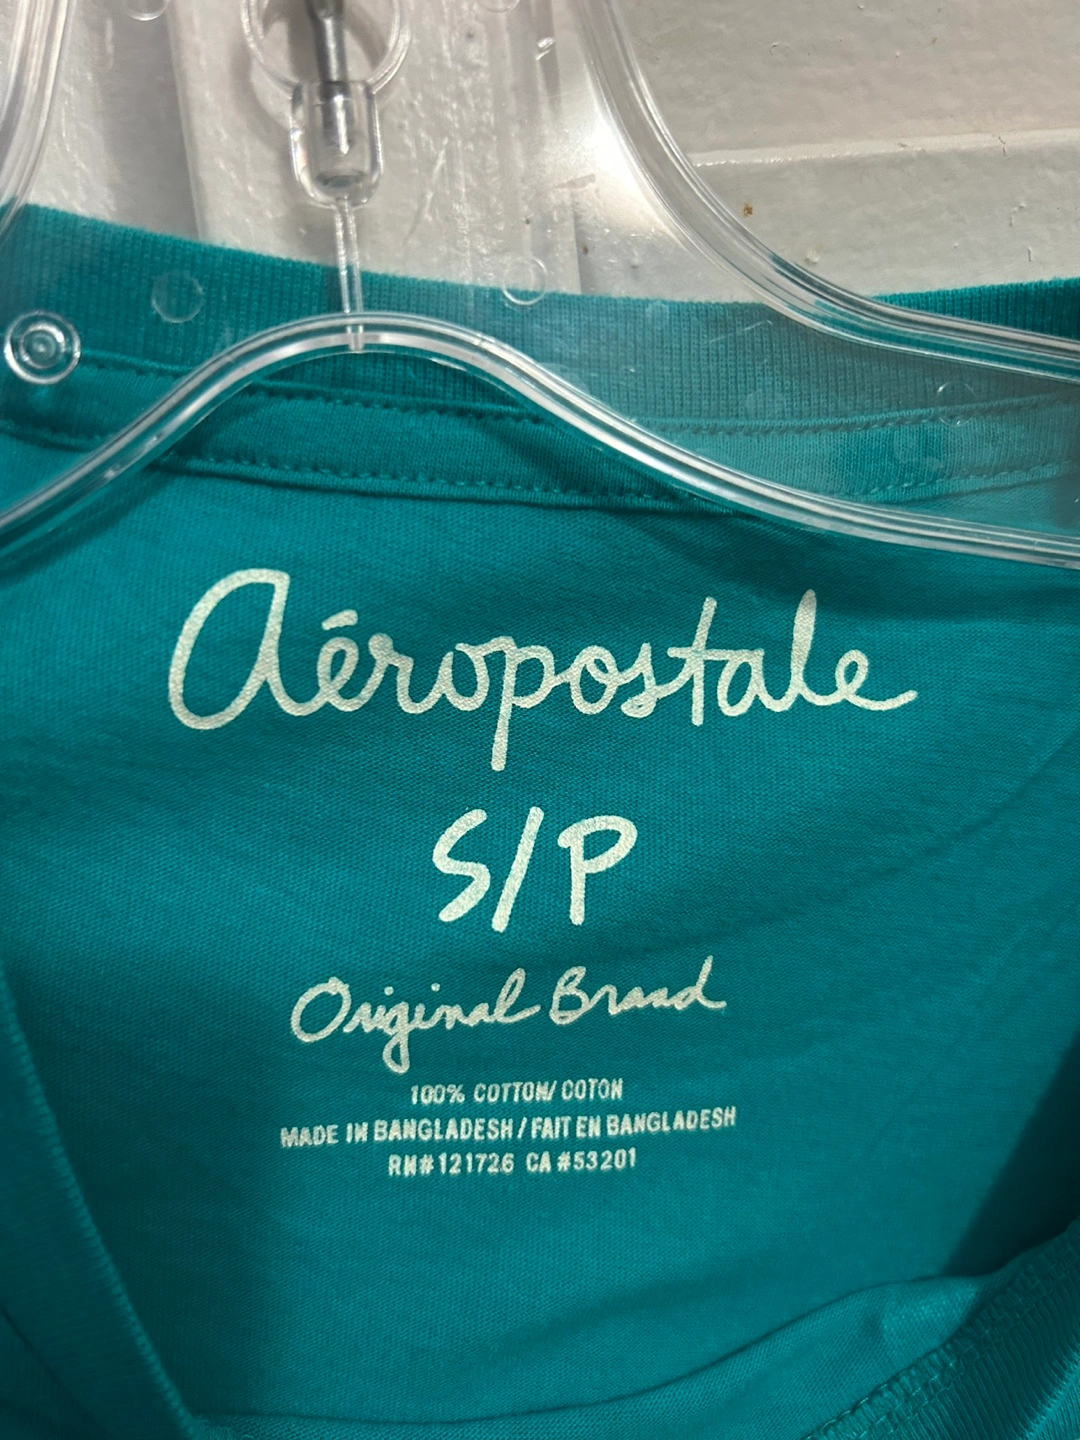 aéropostale
S/P
Original Brand
100% COTTON/ COTON
MADE IN BANGLADESH / FAIT EN BANGLADESH
RN#121726 CA #53201